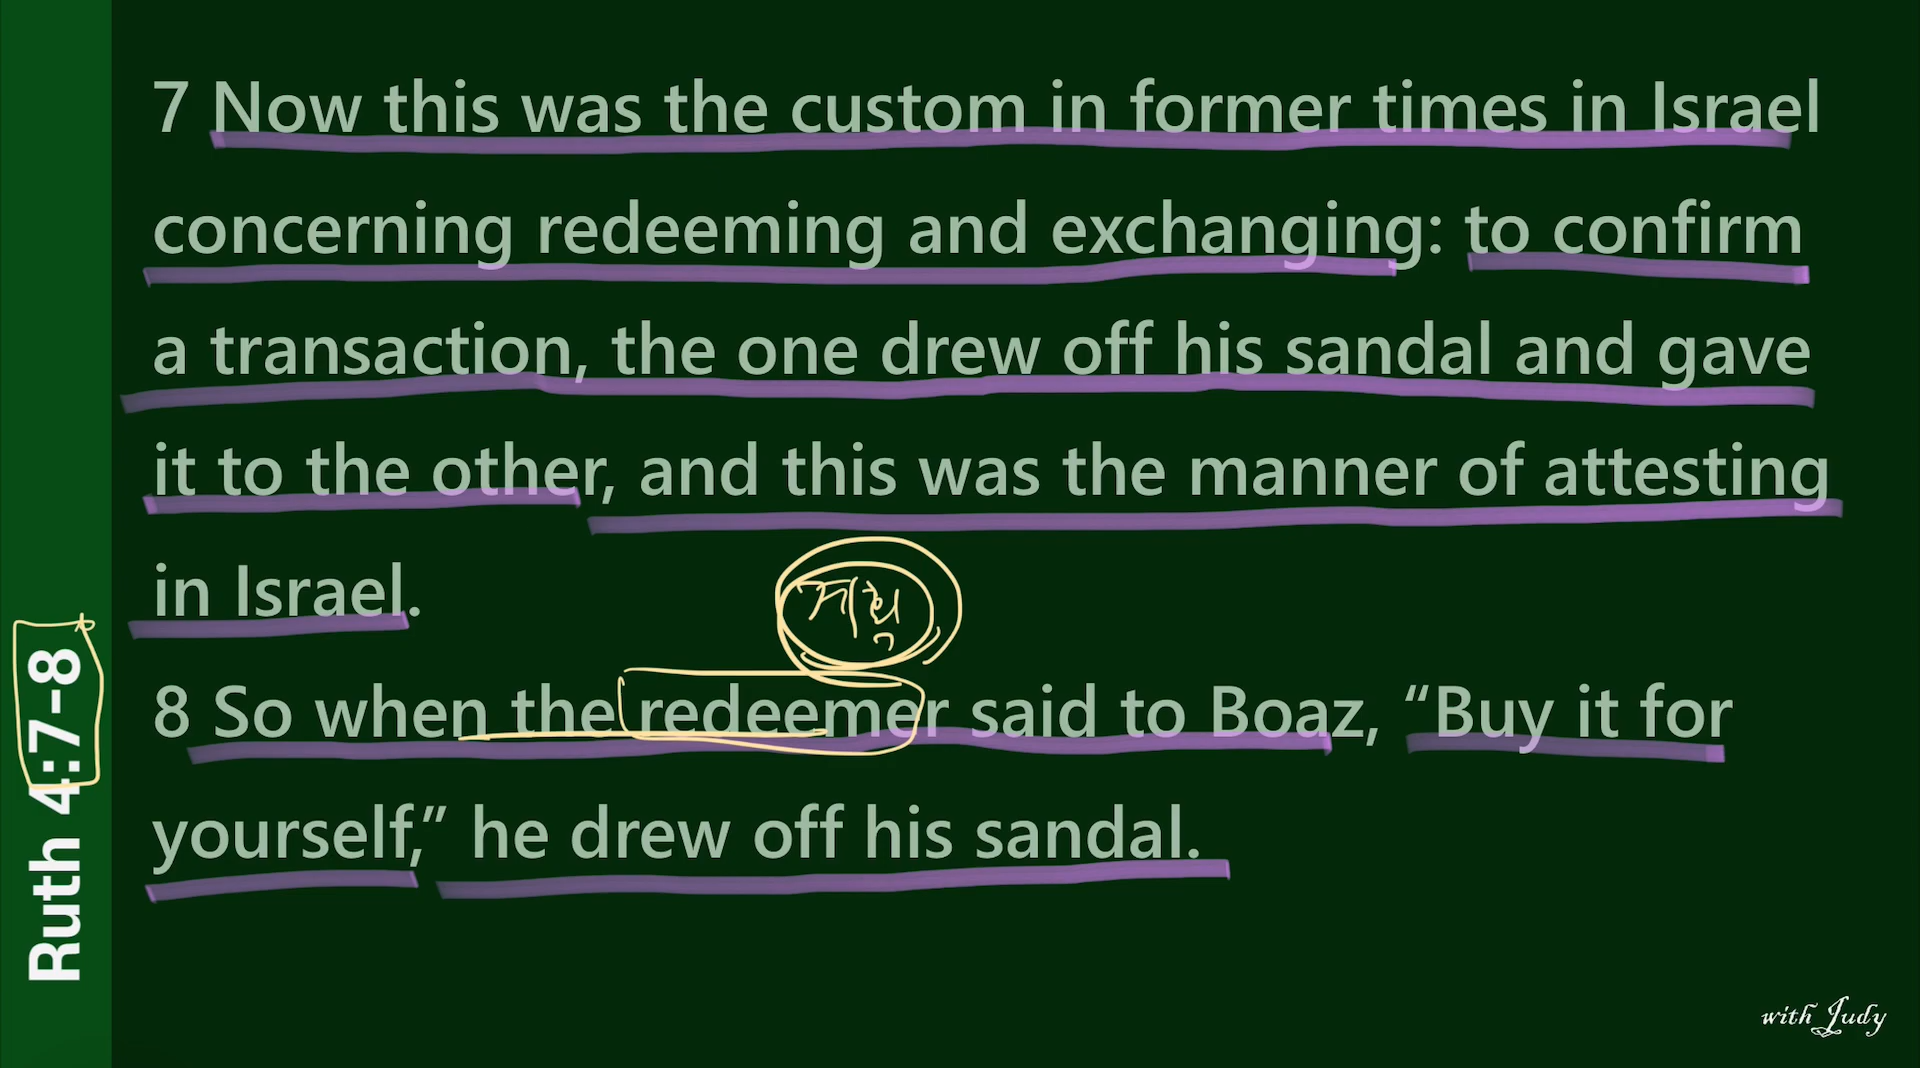 7 Now this was the custom in former times in Israel
concerning redeeming and exchanging: to confirm
a transaction, the one drew off his sandal and gave
it to the other, and this was the manner of attesting
in Israel.
계획
8 So when the redeemer said to Boaz, “Buy it for
yourself,” he drew off his sandal.
Ruth 4:7-8
with Judy